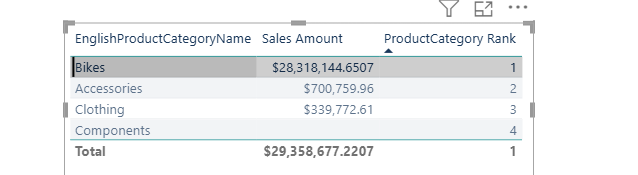 EnglishProductCategoryName Sales Amount ProductCategory Rank
Bikes $28,318,144.6507 1
Accessories $700,759.96 2
Clothing $339,772.61 3
Components 4
Total $29,358,677.2207 1